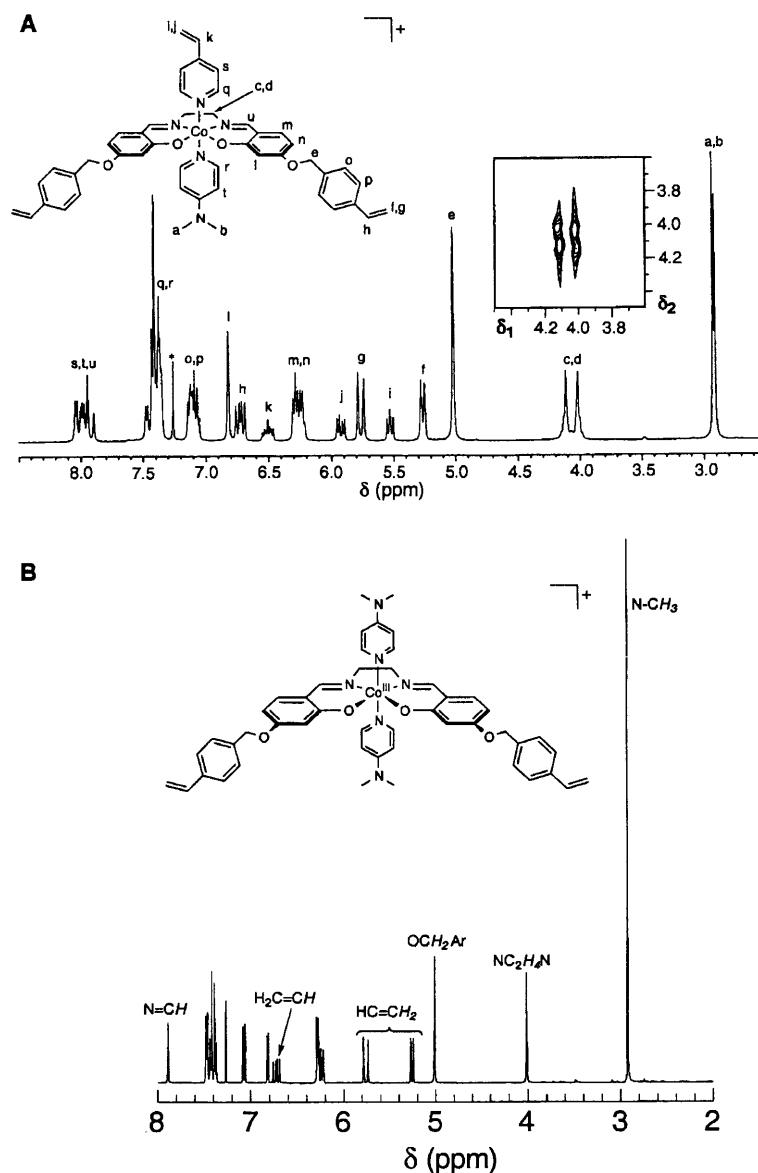 A
i,j
k
+
s
q
c,d
N
N
N
u
m
Co
n
O
O
l
e
O
O
o
N
r
p
t
f,g
h
N
a
b
a,b
3.8
4.0
4.2
δ2
δ1
4.2 4.0 3.8
e
q,r
l
s,t,u
*
o,p
m,n
g
h
k
j
i
f
c,d
8.0 7.5 7.0 6.5 6.0 5.5 5.0 4.5 4.0 3.5 3.0
δ (ppm)
B
+
N-CH3
N
N
N
N
CoIII
O
O
N
O
O
N
OCH2Ar
NC2H4N
N=CH
H2C=CH
HC=CH2
8 7 6 5 4 3 2
δ (ppm)